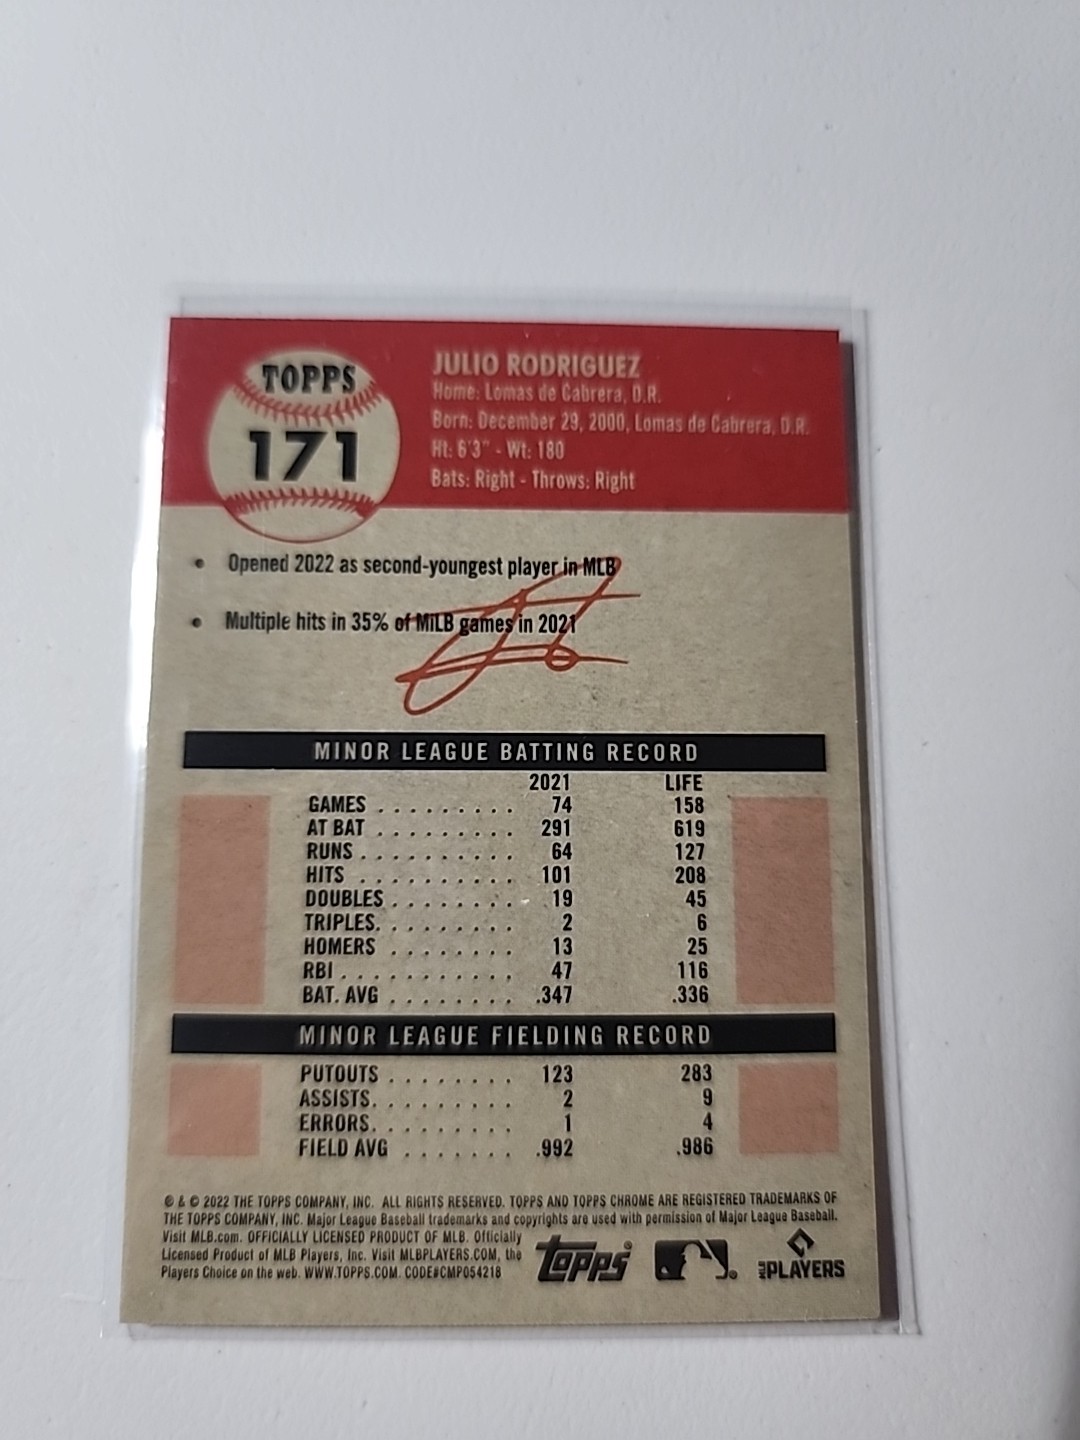 TOPPS
171
JULIO RODRIGUEZ
Home: Lomas de Cabrera, D.R.
Born: December 29, 2000, Lomas de Cabrera, D.R.
Ht: 6'3" - Wt: 180
Bats: Right - Throws: Right
• Opened 2022 as second-youngest player in MLB
• Multiple hits in 35% of MiLB games in 2021
MINOR LEAGUE BATTING RECORD
2021 LIFE
GAMES . . . . . . . . . 74 158
AT BAT . . . . . . . . . 291 619
RUNS . . . . . . . . . . 64 127
HITS . . . . . . . . . . 101 208
DOUBLES . . . . . . . . 19 45
TRIPLES. . . . . . . . . 2 6
HOMERS . . . . . . . . 13 25
RBI . . . . . . . . . . . 47 116
BAT. AVG . . . . . . . . .347 .336
MINOR LEAGUE FIELDING RECORD
PUTOUTS . . . . . . . . 123 283
ASSISTS. . . . . . . . . 2 9
ERRORS. . . . . . . . . 1 4
FIELD AVG . . . . . . . .992 .986
® & © 2022 THE TOPPS COMPANY, INC. ALL RIGHTS RESERVED. TOPPS AND TOPPS CHROME ARE REGISTERED TRADEMARKS OF
THE TOPPS COMPANY, INC. Major League Baseball trademarks and copyrights are used with permission of Major League Baseball.
Visit MLB.com. OFFICIALLY LICENSED PRODUCT OF MLB. Officially
Licensed Product of MLB Players, Inc. Visit MLBPLAYERS.COM, the
Players Choice on the web. WWW.TOPPS.COM. CODE#CMP054218
topps®
MLB PLAYERS